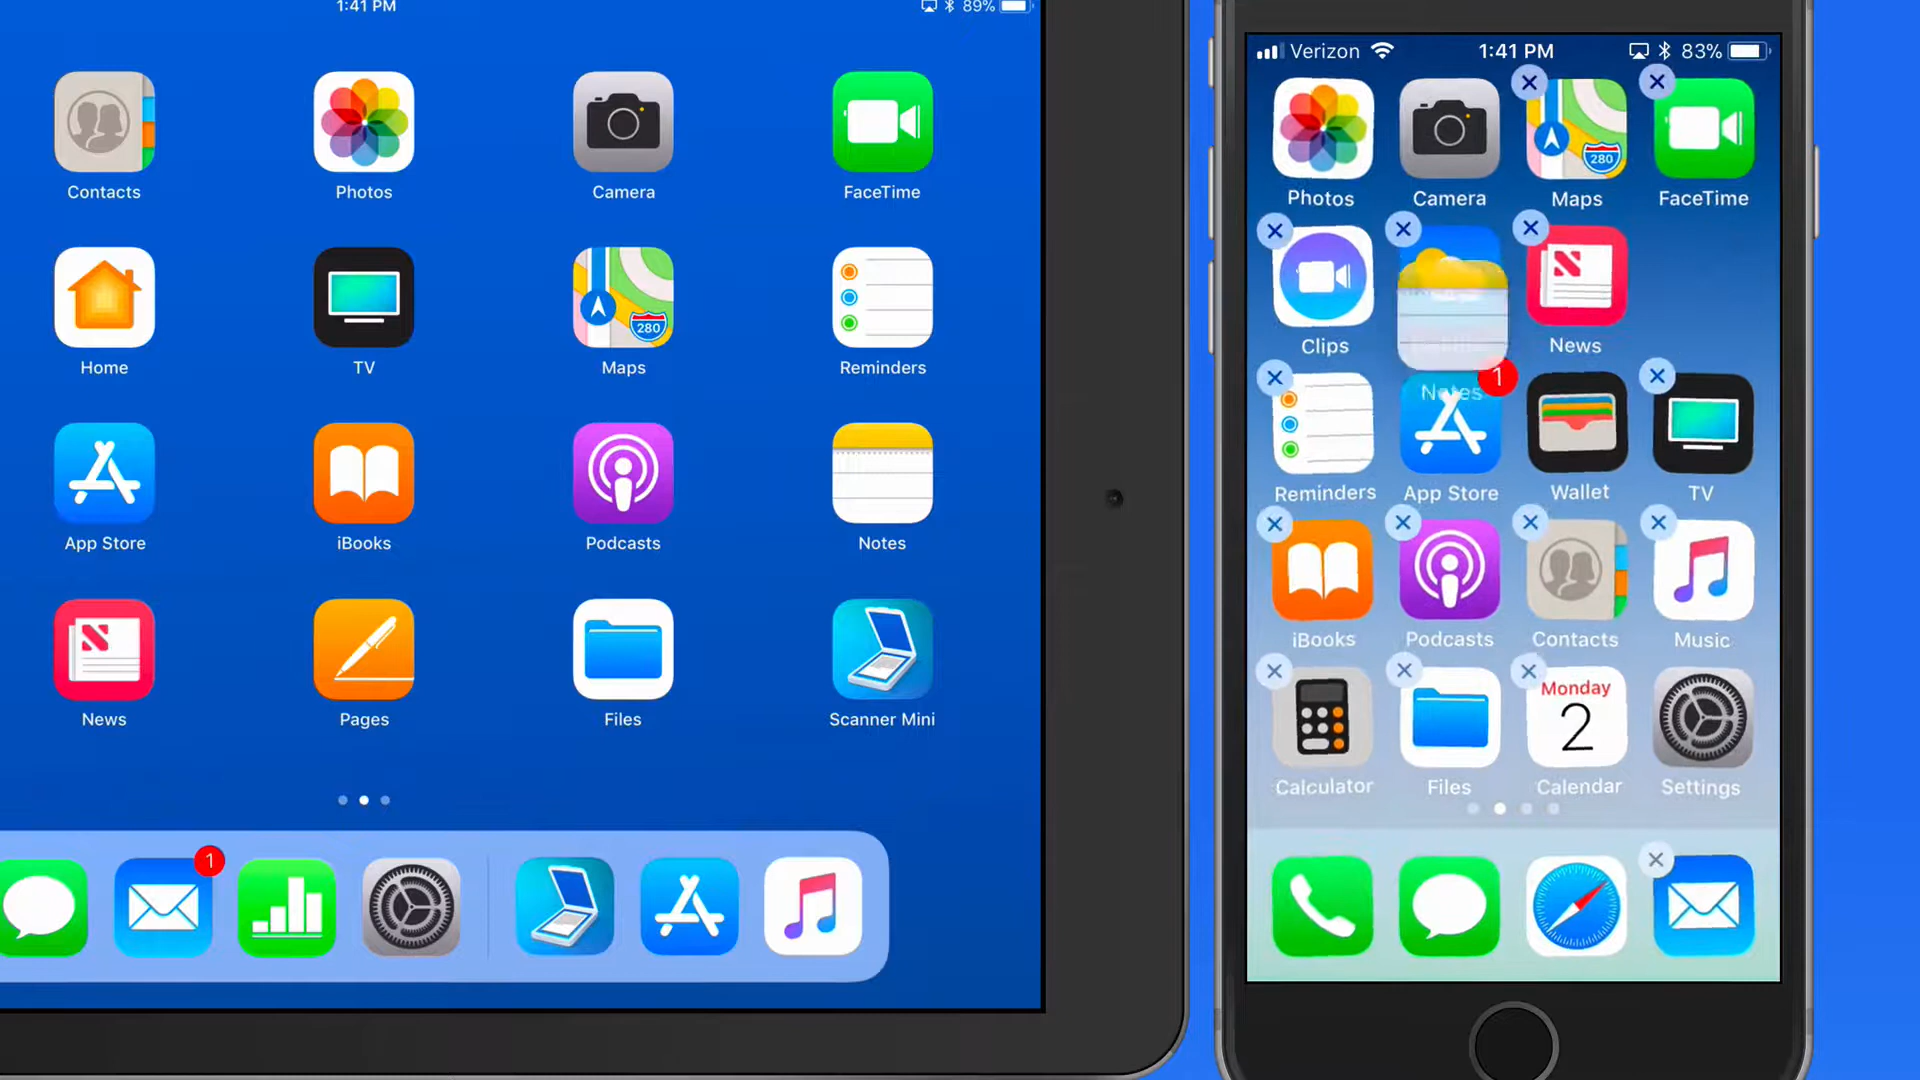 1:41 PM
89%
Contacts
Photos
Camera
FaceTime
Home
TV
Maps
280
Reminders
App Store
iBooks
Podcasts
Notes
News
Pages
Files
Scanner Mini
1
Verizon
1:41 PM
83%
Photos
Camera
280
Maps
FaceTime
Clips
News
Notes
1
Reminders
App Store
Wallet
TV
iBooks
Podcasts
Contacts
Music
Monday
2
Calculator
Files
Calendar
Settings